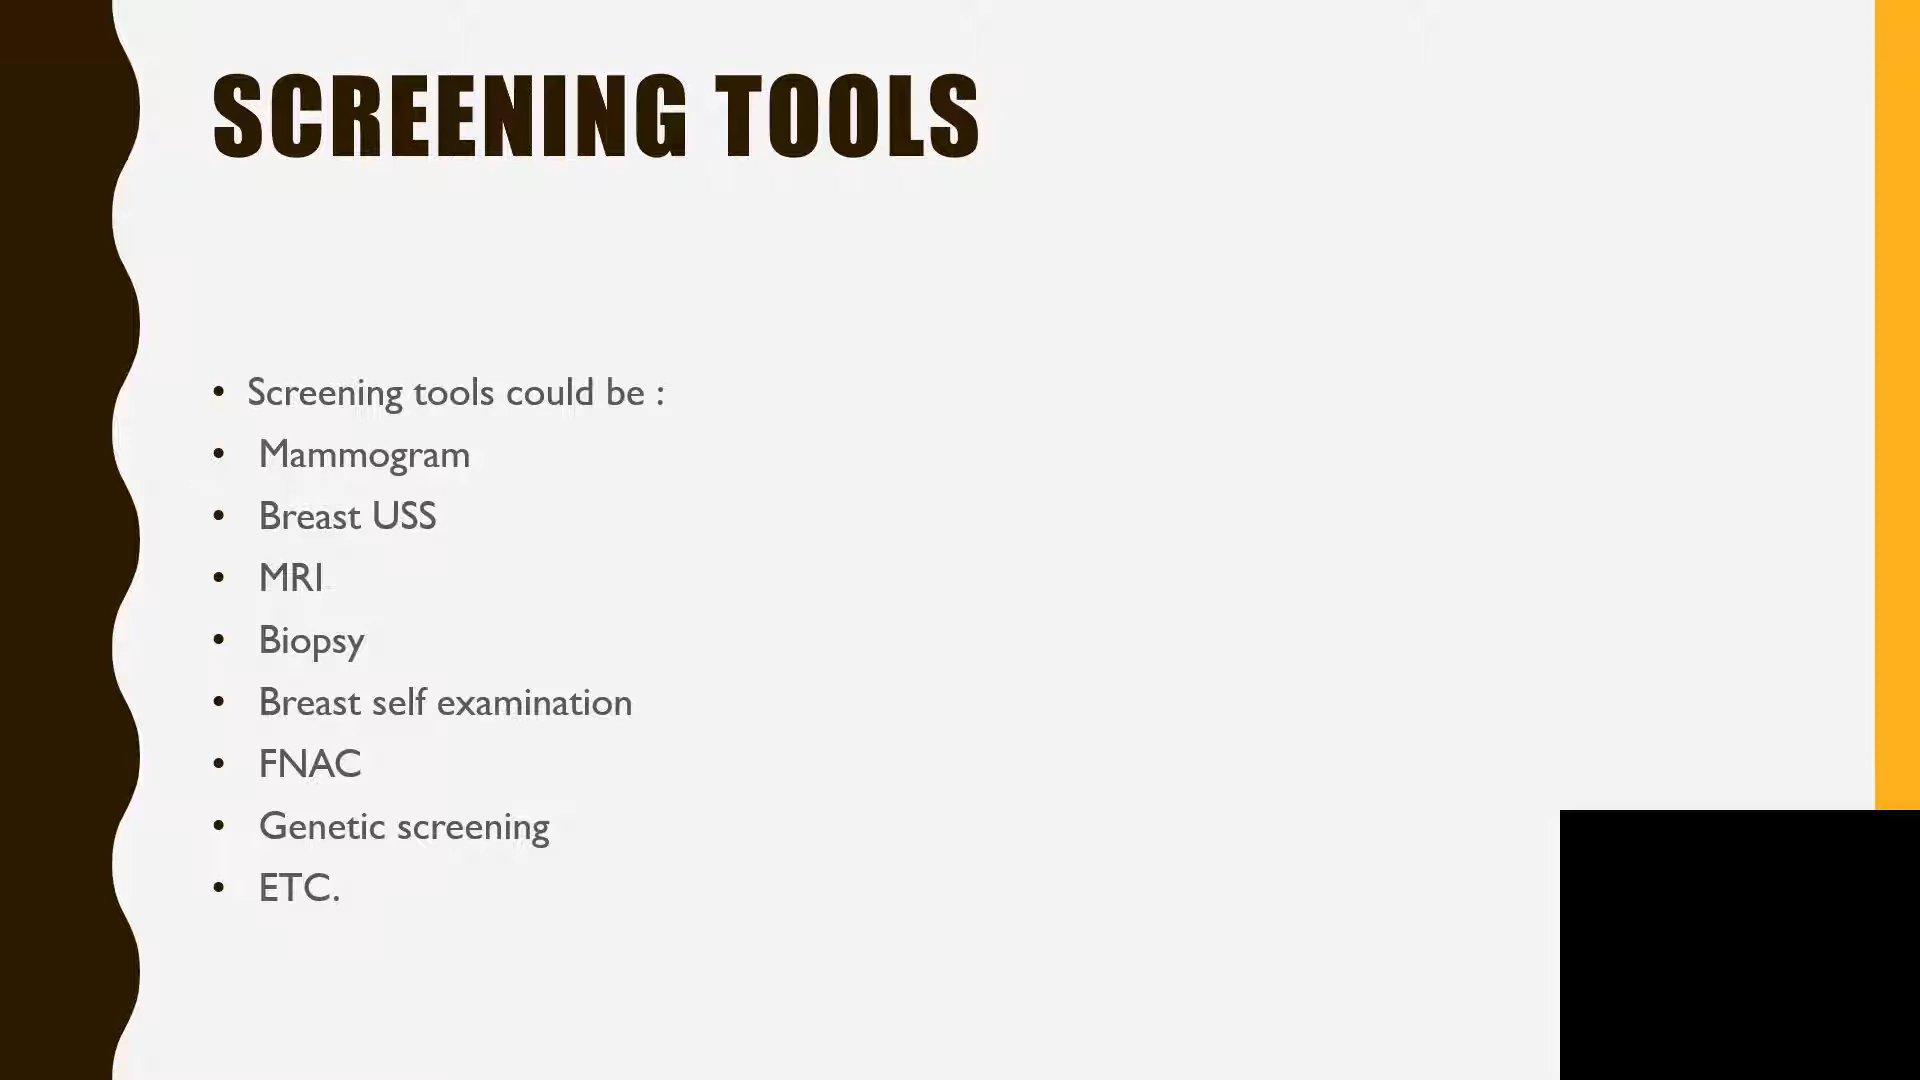 SCREENING TOOLS
• Screening tools could be :
• Mammogram
• Breast USS
• MRI
• Biopsy
• Breast self examination
• FNAC
• Genetic screening
• ETC.